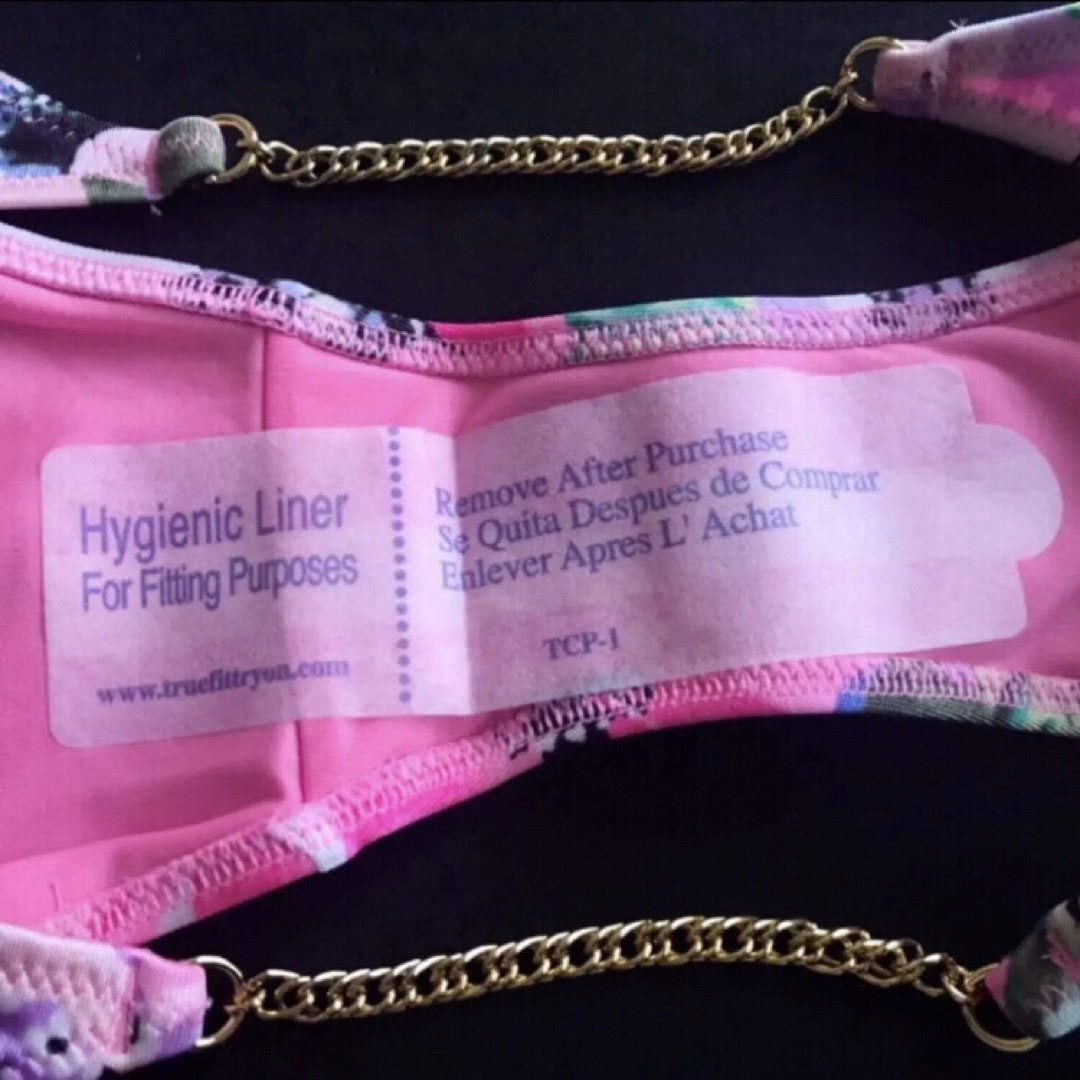 Hygienic Liner
For Fitting Purposes
www.truefittryon.com
Remove After Purchase
Se Quita Despues de Comprar
Enlever Apres L' Achat
TCP-1